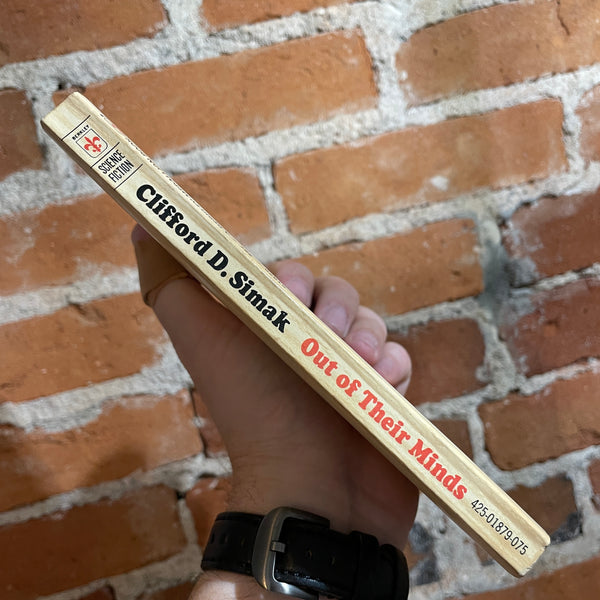 BERKLEY
SCIENCE
FICTION
Clifford D. Simak
Out of Their Minds
425-01879-075